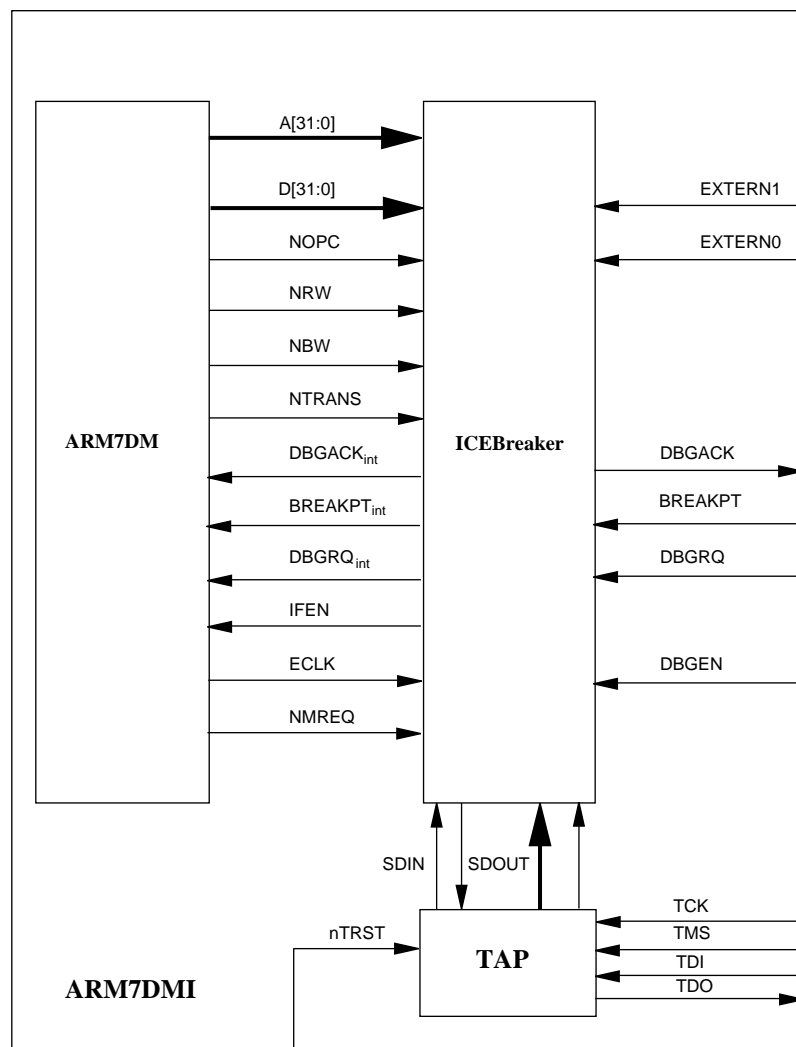 A[31:0]
D[31:0]
EXTERN1
NOPC
EXTERN0
NRW
NBW
NTRANS
ARM7DM
ICEBreaker
DBGACKint
DBGACK
BREAKPTint
BREAKPT
DBGRQint
DBGRQ
IFEN
ECLK
DBGEN
NMREQ
SDIN
SDOUT
TCK
nTRST
TMS
TAP
TDI
ARM7DMI
TDO